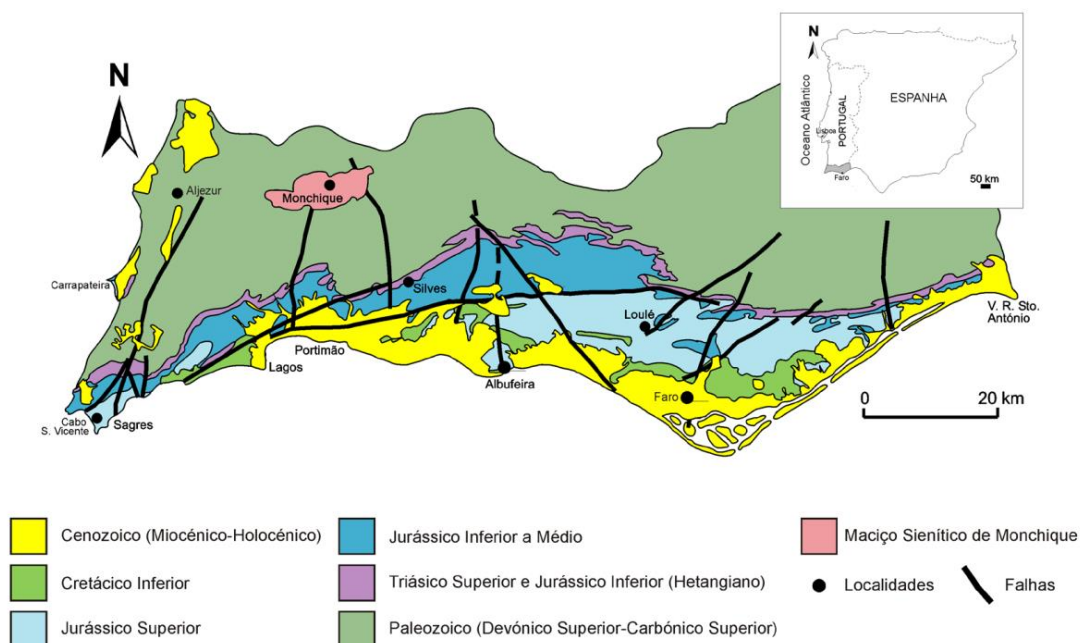 N
Aljezur
Monchique
Carrapateira
Silves
Portimão
Lagos
Loulé
Albufeira
Faro
V. R. Sto.
António
Cabo
S. Vicente
Sagres
0 20 km
N
Oceano Atlântico
PORTUGAL
ESPANHA
Lisboa
Faro
50 km
Cenozoico (Miocénico-Holocénico)
Cretácico Inferior
Jurássico Superior
Jurássico Inferior a Médio
Triásico Superior e Jurássico Inferior (Hetangiano)
Paleozoico (Devónico Superior-Carbónico Superior)
Maciço Sienítico de Monchique
Localidades
Falhas